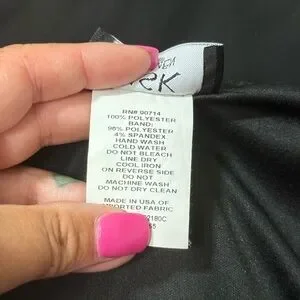 RN# 90714
100% POLYESTER
BAND:
96% POLYESTER
4% SPANDEX
HAND WASH
COLD WATER
DO NOT BLEACH
LINE DRY
COOL IRON
ON REVERSE SIDE
DO NOT
MACHINE WASH
DO NOT DRY CLEAN
MADE IN USA OF
FABRIC